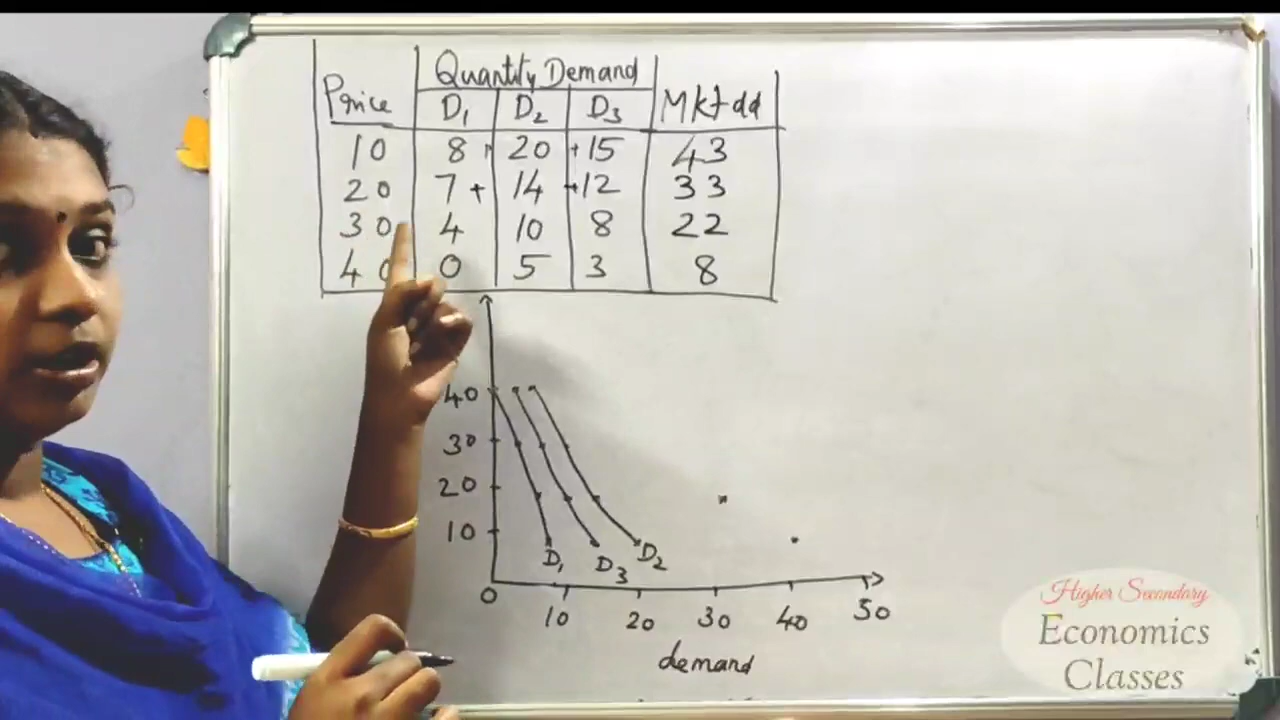 Quantity Demand
Price D₁ D₂ D₃ Mkt dd
10 8 + 20 + 15 43
20 7 + 14 + 12 33
30 4 10 8 22
40 0 5 3 8
40
30
20
10
D₁ D₃ D₂
0 10 20 30 40 50
demand
Higher Secondary
Economics
Classes